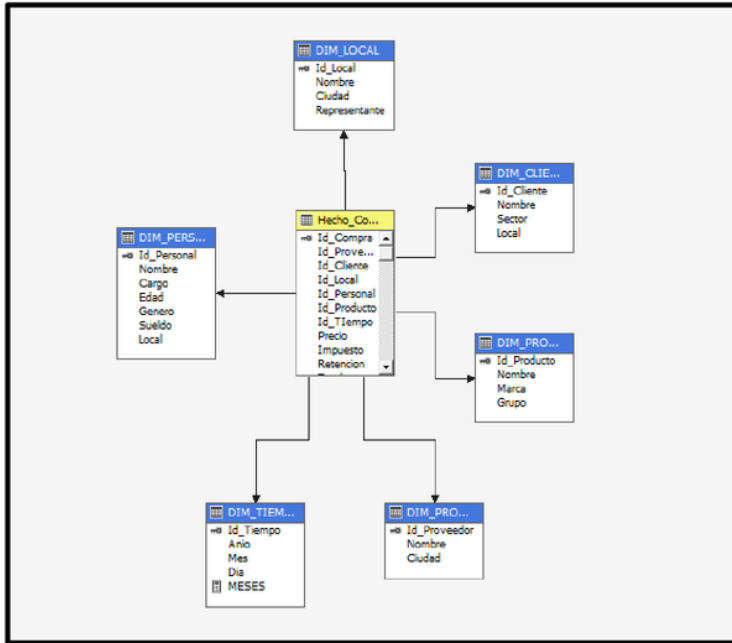 DIM_LOCAL
Id_Local
Nombre
Ciudad
Representante
DIM_CLIE...
Id_Cliente
Nombre
Sector
Local
Hecho_Co...
Id_Compra
Id_Prove...
Id_Cliente
Id_Local
Id_Personal
Id_Producto
Id_TIempo
Precio
Impuesto
Retencion
DIM_PERS...
Id_Personal
Nombre
Cargo
Edad
Genero
Sueldo
Local
DIM_PRO...
Id_Producto
Nombre
Marca
Grupo
DIM_TIEM...
Id_Tiempo
Anio
Mes
Dia
MESES
DIM_PRO...
Id_Proveedor
Nombre
Ciudad